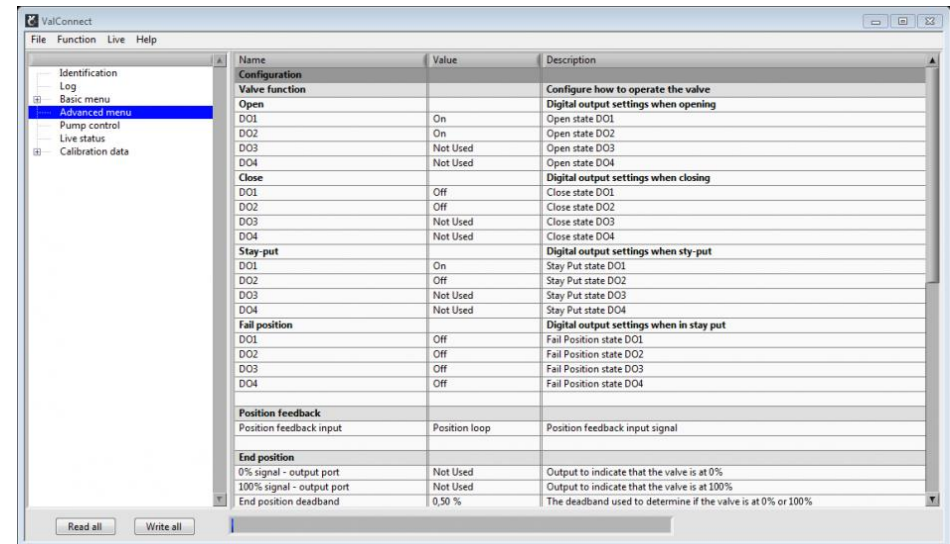 ValConnect
File Function Live Help
Identification
Log
Basic menu
Advanced menu
Pump control
Live status
Calibration data
Name Value Description
Configuration
Valve function Configure how to operate the valve
Open Digital output settings when opening
DO1 On Open state DO1
DO2 On Open state DO2
DO3 Not Used Open state DO3
DO4 Not Used Open state DO4
Close Digital output settings when closing
DO1 Off Close state DO1
DO2 Off Close state DO2
DO3 Not Used Close state DO3
DO4 Not Used Close state DO4
Stay-put Digital output settings when sty-put
DO1 On Stay Put state DO1
DO2 Off Stay Put state DO2
DO3 Not Used Stay Put state DO3
DO4 Not Used Stay Put state DO4
Fail position Digital output settings when in stay put
DO1 Off Fail Position state DO1
DO2 Off Fail Position state DO2
DO3 Off Fail Position state DO3
DO4 Off Fail Position state DO4
Position feedback
Position feedback input Position loop Position feedback input signal
End position
0% signal - output port Not Used Output to indicate that the valve is at 0%
100% signal - output port Not Used Output to indicate that the valve is at 100%
End position deadband 0,50 % The deadband used to determine if the valve is at 0% or 100%
Read all Write all